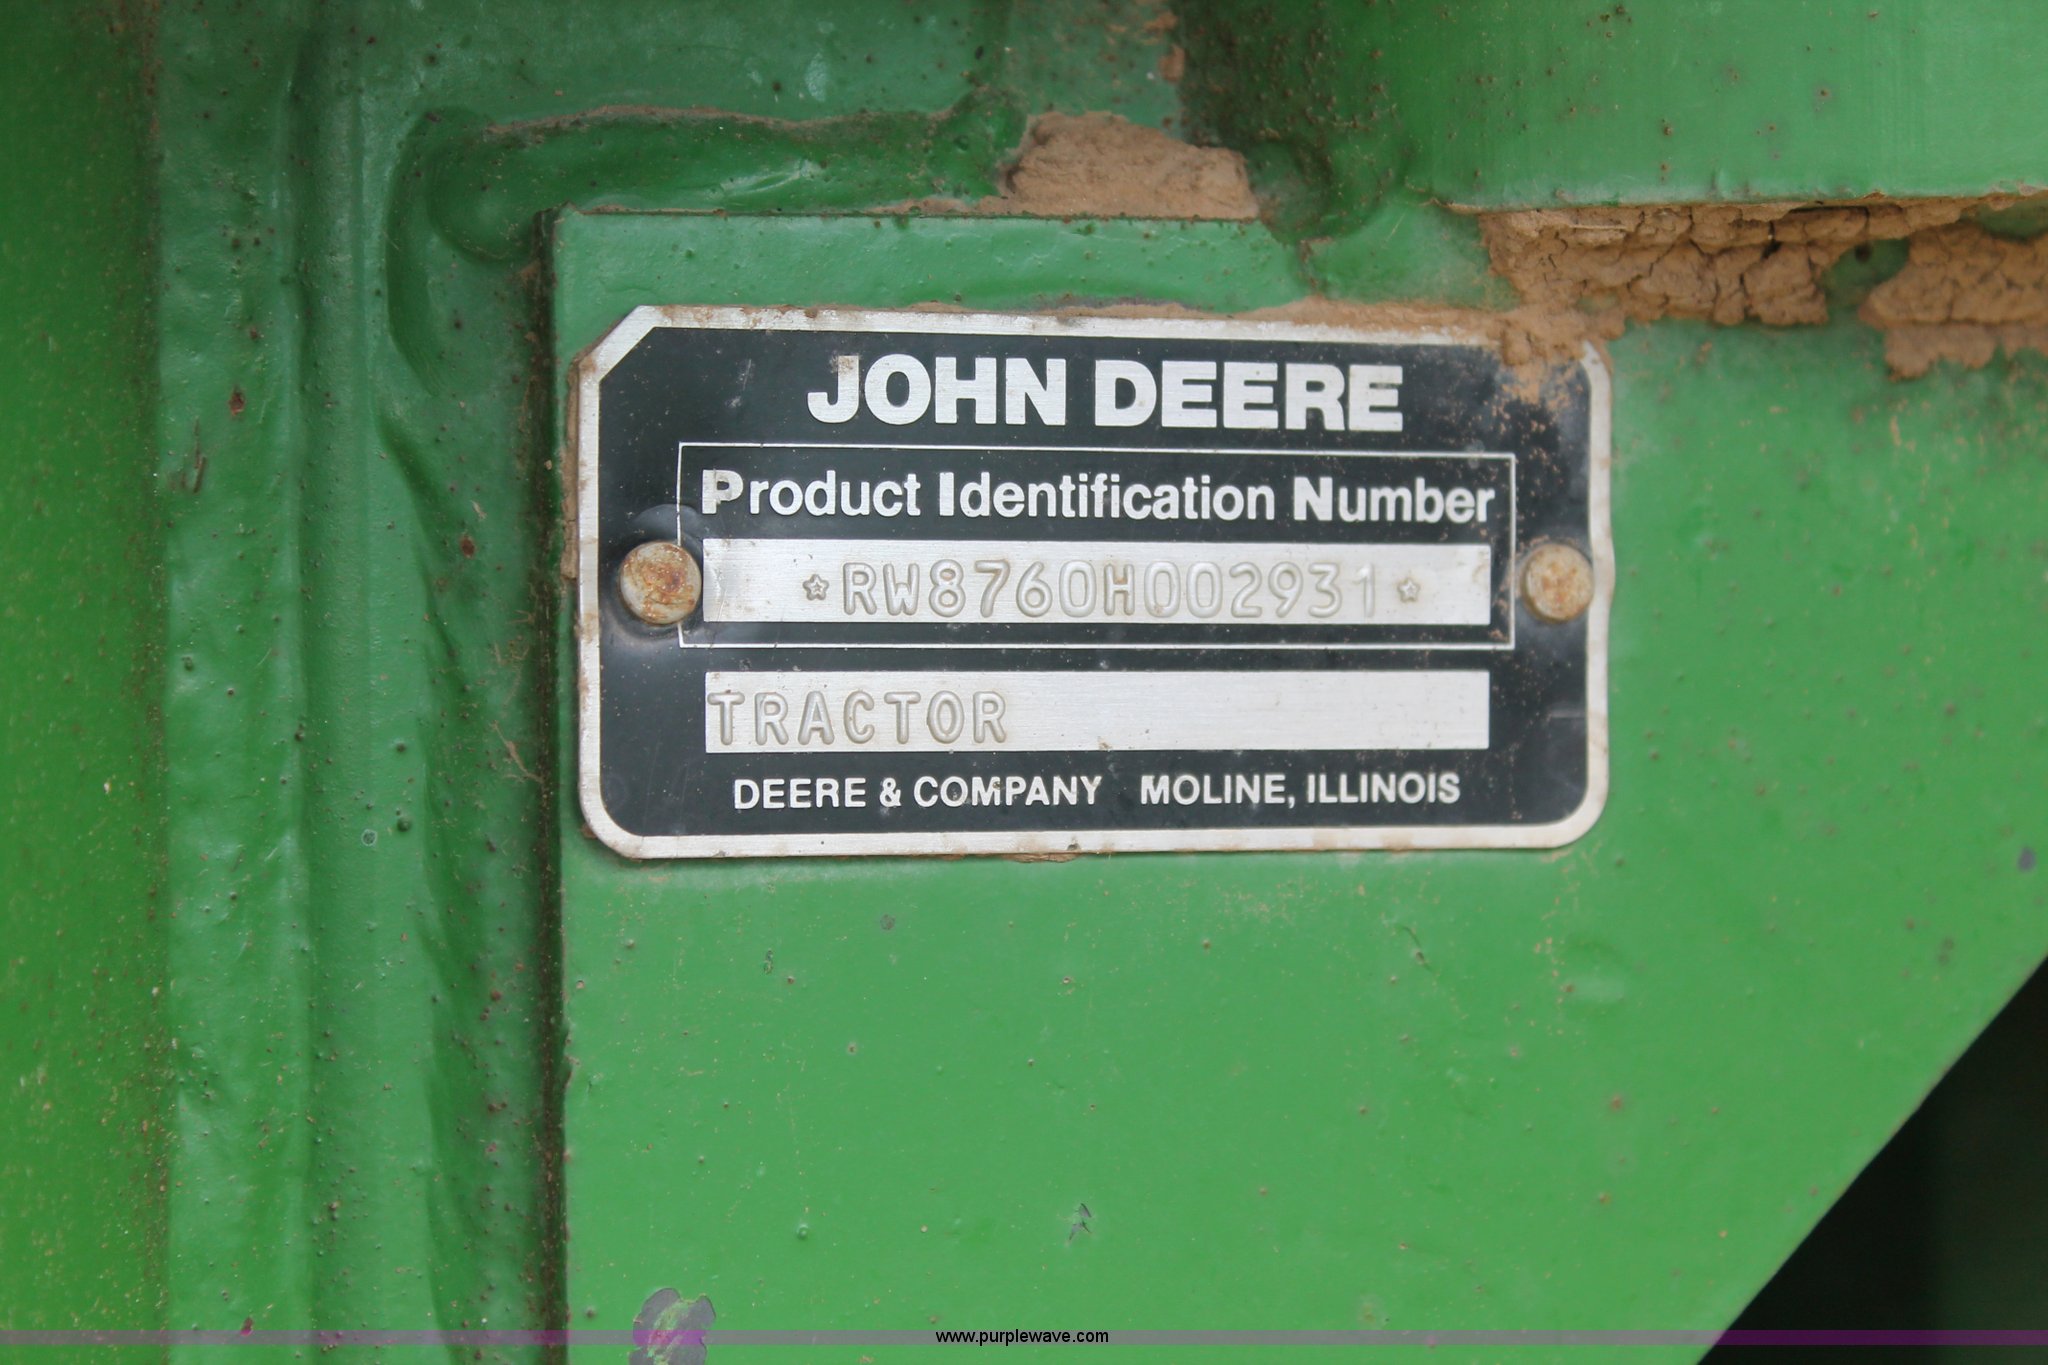 JOHN DEERE
Product Identification Number
☆RW8760H002931☆
TRACTOR
DEERE & COMPANY MOLINE, ILLINOIS
www.purplewave.com